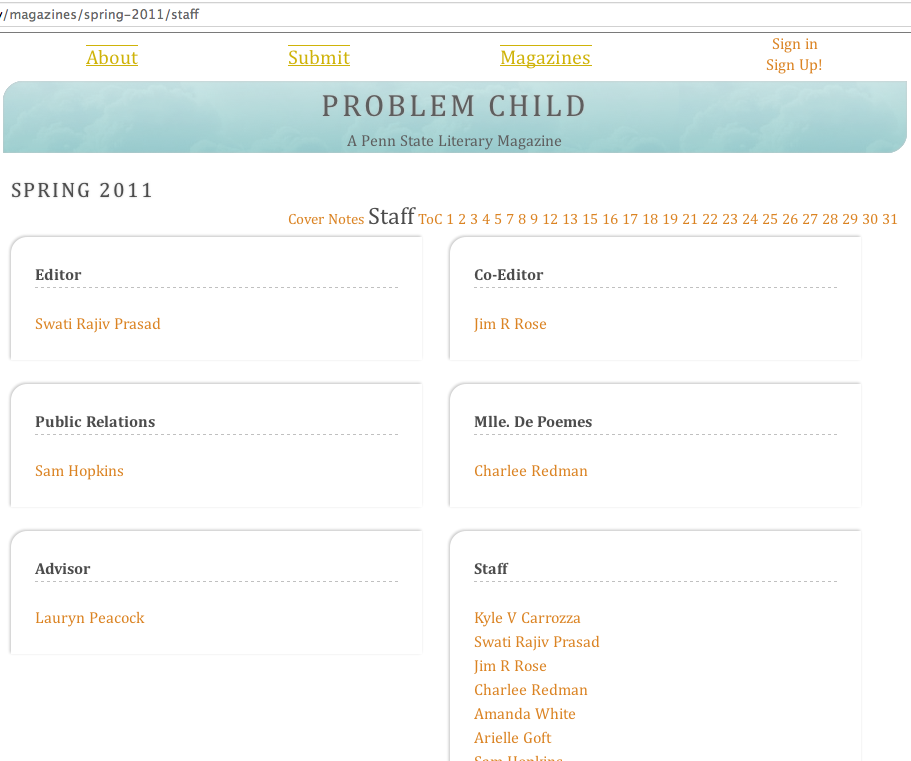 /magazines/spring-2011/staff
About Submit Magazines Sign in
Sign Up!
PROBLEM CHILD
A Penn State Literary Magazine
SPRING 2011
Cover Notes Staff ToC 1 2 3 4 5 7 8 9 12 13 15 16 17 18 19 21 22 23 24 25 26 27 28 29 30 31
Editor
Swati Rajiv Prasad
Co-Editor
Jim R Rose
Public Relations
Sam Hopkins
Mlle. De Poemes
Charlee Redman
Advisor
Lauryn Peacock
Staff
Kyle V Carrozza
Swati Rajiv Prasad
Jim R Rose
Charlee Redman
Amanda White
Arielle Goft
Sam Hopkins